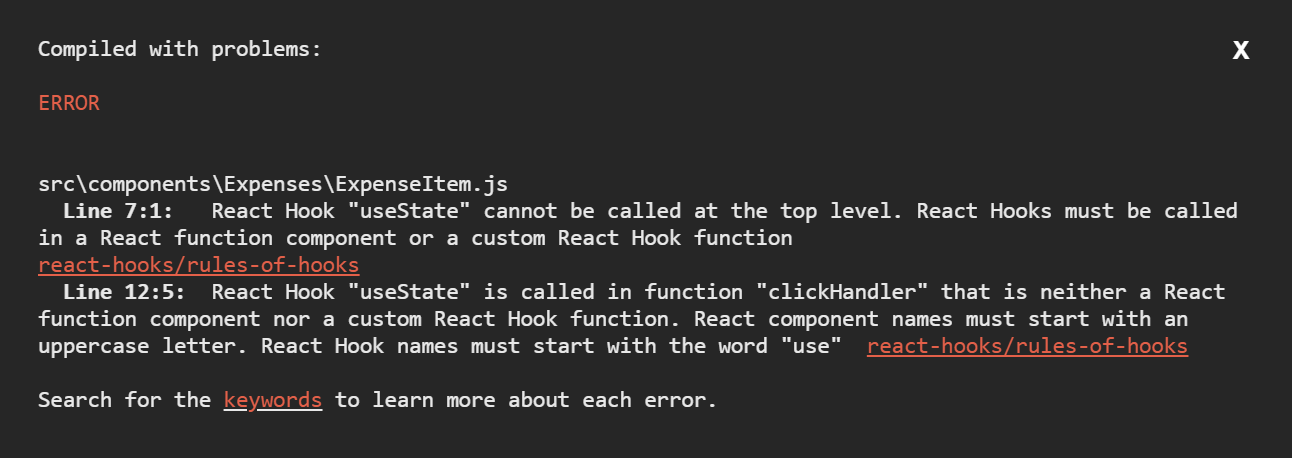 Compiled with problems:
X
ERROR
src\components\Expenses\ExpenseItem.js
Line 7:1:   React Hook "useState" cannot be called at the top level. React Hooks must be called
in a React function component or a custom React Hook function
react-hooks/rules-of-hooks
Line 12:5:  React Hook "useState" is called in function "clickHandler" that is neither a React
function component nor a custom React Hook function. React component names must start with an
uppercase letter. React Hook names must start with the word "use"  react-hooks/rules-of-hooks
Search for the keywords to learn more about each error.